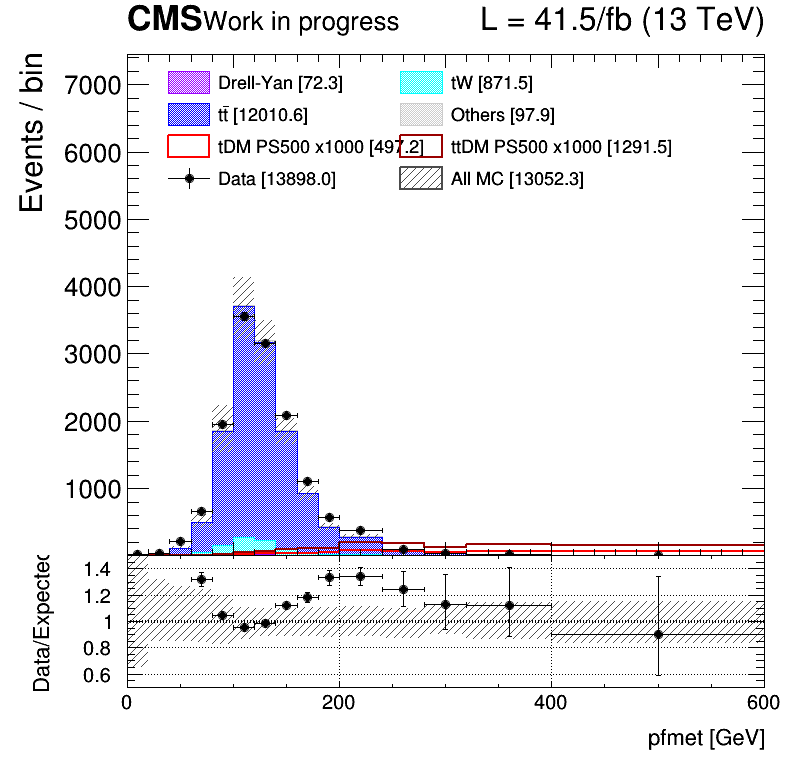 CMS Work in progress L = 41.5/fb (13 TeV)
Events / bin
7000
6000
5000
4000
3000
2000
1000
Drell-Yan [72.3]
tW [871.5]
tt̄ [12010.6]
Others [97.9]
tDM PS500 x1000 [497.2]
ttDM PS500 x1000 [1291.5]
Data [13898.0]
All MC [13052.3]
Data/Expected
1.4
1.2
1
0.8
0.6
0 200 400 600
pfmet [GeV]